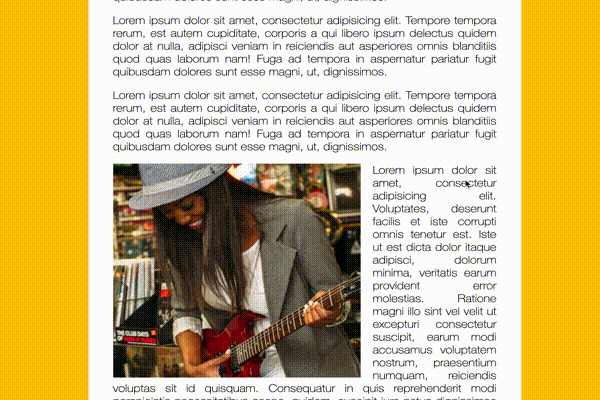 Lorem ipsum dolor sit amet, consectetur adipisicing elit. Tempore tempora
rerum, est autem cupiditate, corporis a qui libero ipsum delectus quidem
dolor at nulla, adipisci veniam in reiciendis aut asperiores omnis blanditiis
quod quas laborum nam! Fuga ad tempora in aspernatur pariatur fugit
quibusdam dolores sunt esse magni, ut, dignissimos.
Lorem ipsum dolor sit amet, consectetur adipisicing elit. Tempore tempora
rerum, est autem cupiditate, corporis a qui libero ipsum delectus quidem
dolor at nulla, adipisci veniam in reiciendis aut asperiores omnis blanditiis
quod quas laborum nam! Fuga ad tempora in aspernatur pariatur fugit
quibusdam dolores sunt esse magni, ut, dignissimos.
Lorem ipsum dolor sit
amet, consectetur
adipisicing elit.
Voluptates, deserunt
facilis et iste corrupti
omnis tenetur est. Iste
ut est dicta dolor itaque
adipisci, dolorum
minima, veritatis earum
provident error
molestias. Ratione
magni illo sint vel velit ut
excepturi consectetur
suscipit, earum modi
accusamus voluptatem
nostrum, praesentium
numquam, reiciendis
voluptas sit id quisquam. Consequatur in quis reprehenderit modi
THE CLUB DAYS